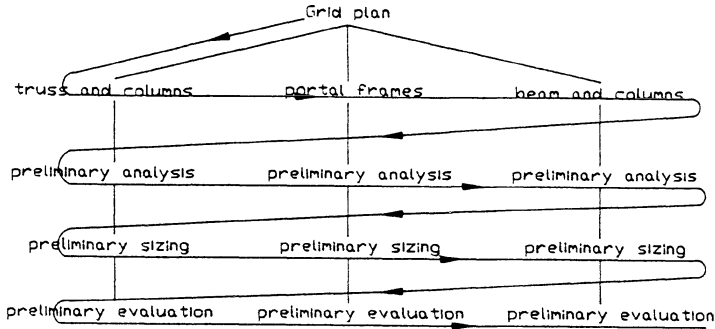 Grid plan
truss and columns portal frames beam and columns
preliminary analysis preliminary analysis preliminary analysis
preliminary sizing preliminary sizing preliminary sizing
preliminary evaluation preliminary evaluation preliminary evaluation